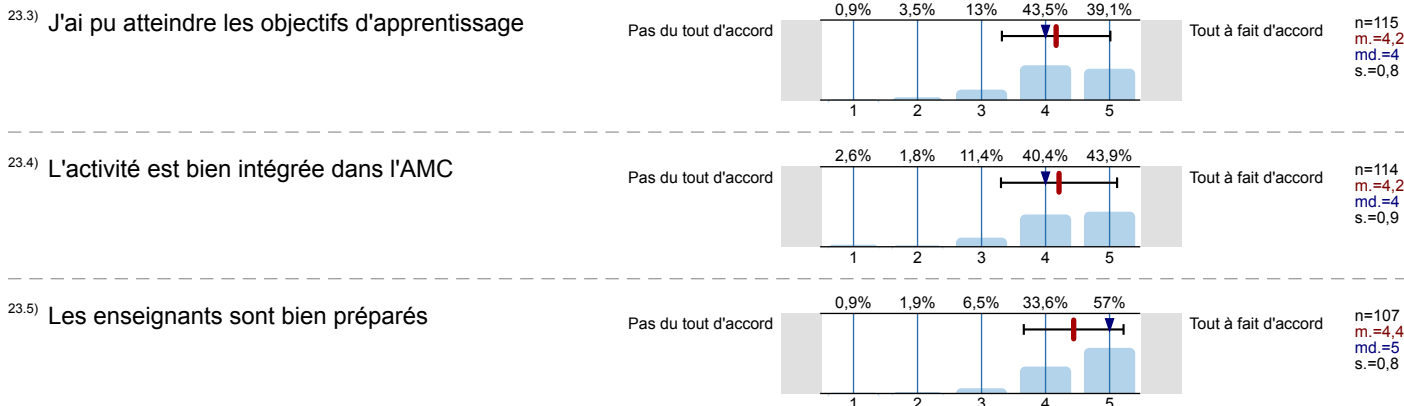 23.3) J'ai pu atteindre les objectifs d'apprentissage
Pas du tout d'accord
0,9% 3,5% 13% 43,5% 39,1%
1 2 3 4 5
Tout à fait d'accord
n=115
m.=4,2
md.=4
s.=0,8
23.4) L'activité est bien intégrée dans l'AMC
Pas du tout d'accord
2,6% 1,8% 11,4% 40,4% 43,9%
1 2 3 4 5
Tout à fait d'accord
n=114
m.=4,2
md.=4
s.=0,9
23.5) Les enseignants sont bien préparés
Pas du tout d'accord
0,9% 1,9% 6,5% 33,6% 57%
1 2 3 4 5
Tout à fait d'accord
n=107
m.=4,4
md.=5
s.=0,8